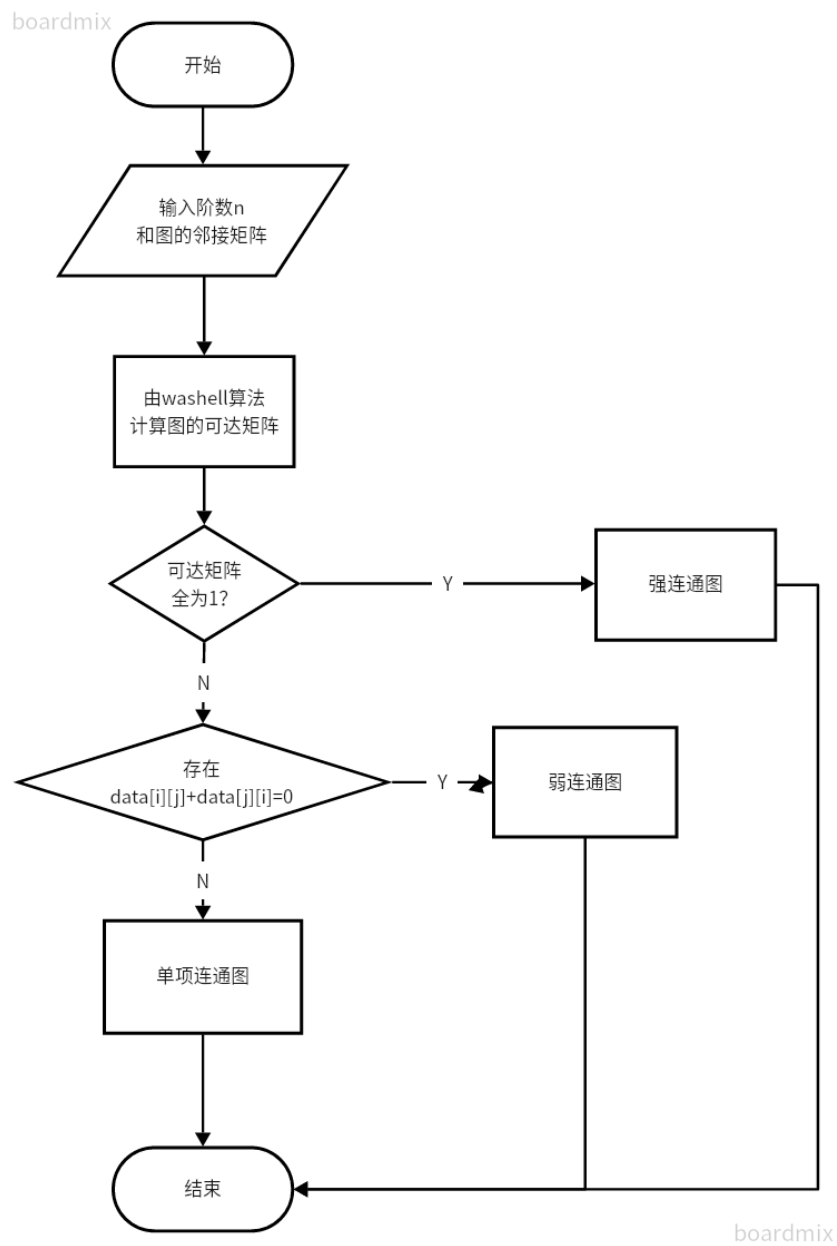 boardmix
开始
输入阶数n
和图的邻接矩阵
由washell算法
计算图的可达矩阵
可达矩阵
全为1?
Y
强连通图
N
存在
data[i][j]+data[j][i]=0
Y
弱连通图
N
单项连通图
结束
boardmix